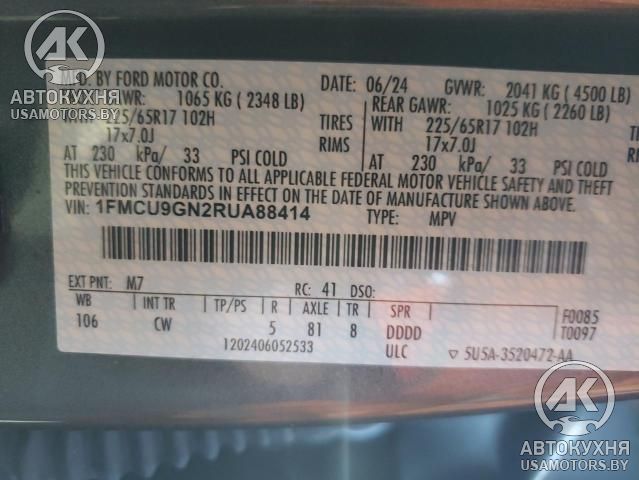 AK
АВТОКУХНЯ
USAMOTORS.BY
MFD. BY FORD MOTOR CO.
DATE: 06/24 GVWR: 2041 KG (4500 LB)
GAWR: 1065 KG (2348 LB)
REAR GAWR: 1025 KG (2260 LB)
WITH 225/65R17 102H TIRES WITH 225/65R17 102H
17x7.0J RIMS 17x7.0J
AT 230 kPa/ 33 PSI COLD AT 230 kPa/ 33 PSI COLD
THIS VEHICLE CONFORMS TO ALL APPLICABLE FEDERAL MOTOR VEHICLE SAFETY AND THEFT
PREVENTION STANDARDS IN EFFECT ON THE DATE OF MANUFACTURE SHOWN ABOVE.
VIN: 1FMCU9GN2RUA88414 TYPE: MPV
EXT PNT: M7 RC: 41 DSO:
WB INT TR TP/PS R AXLE TR SPR F0085
106 CW 5 81 8 DDDD T0097
1202406052533 ULC ▽ 5U5A-3520472-AA
AK
АВТОКУХНЯ
USAMOTORS.BY